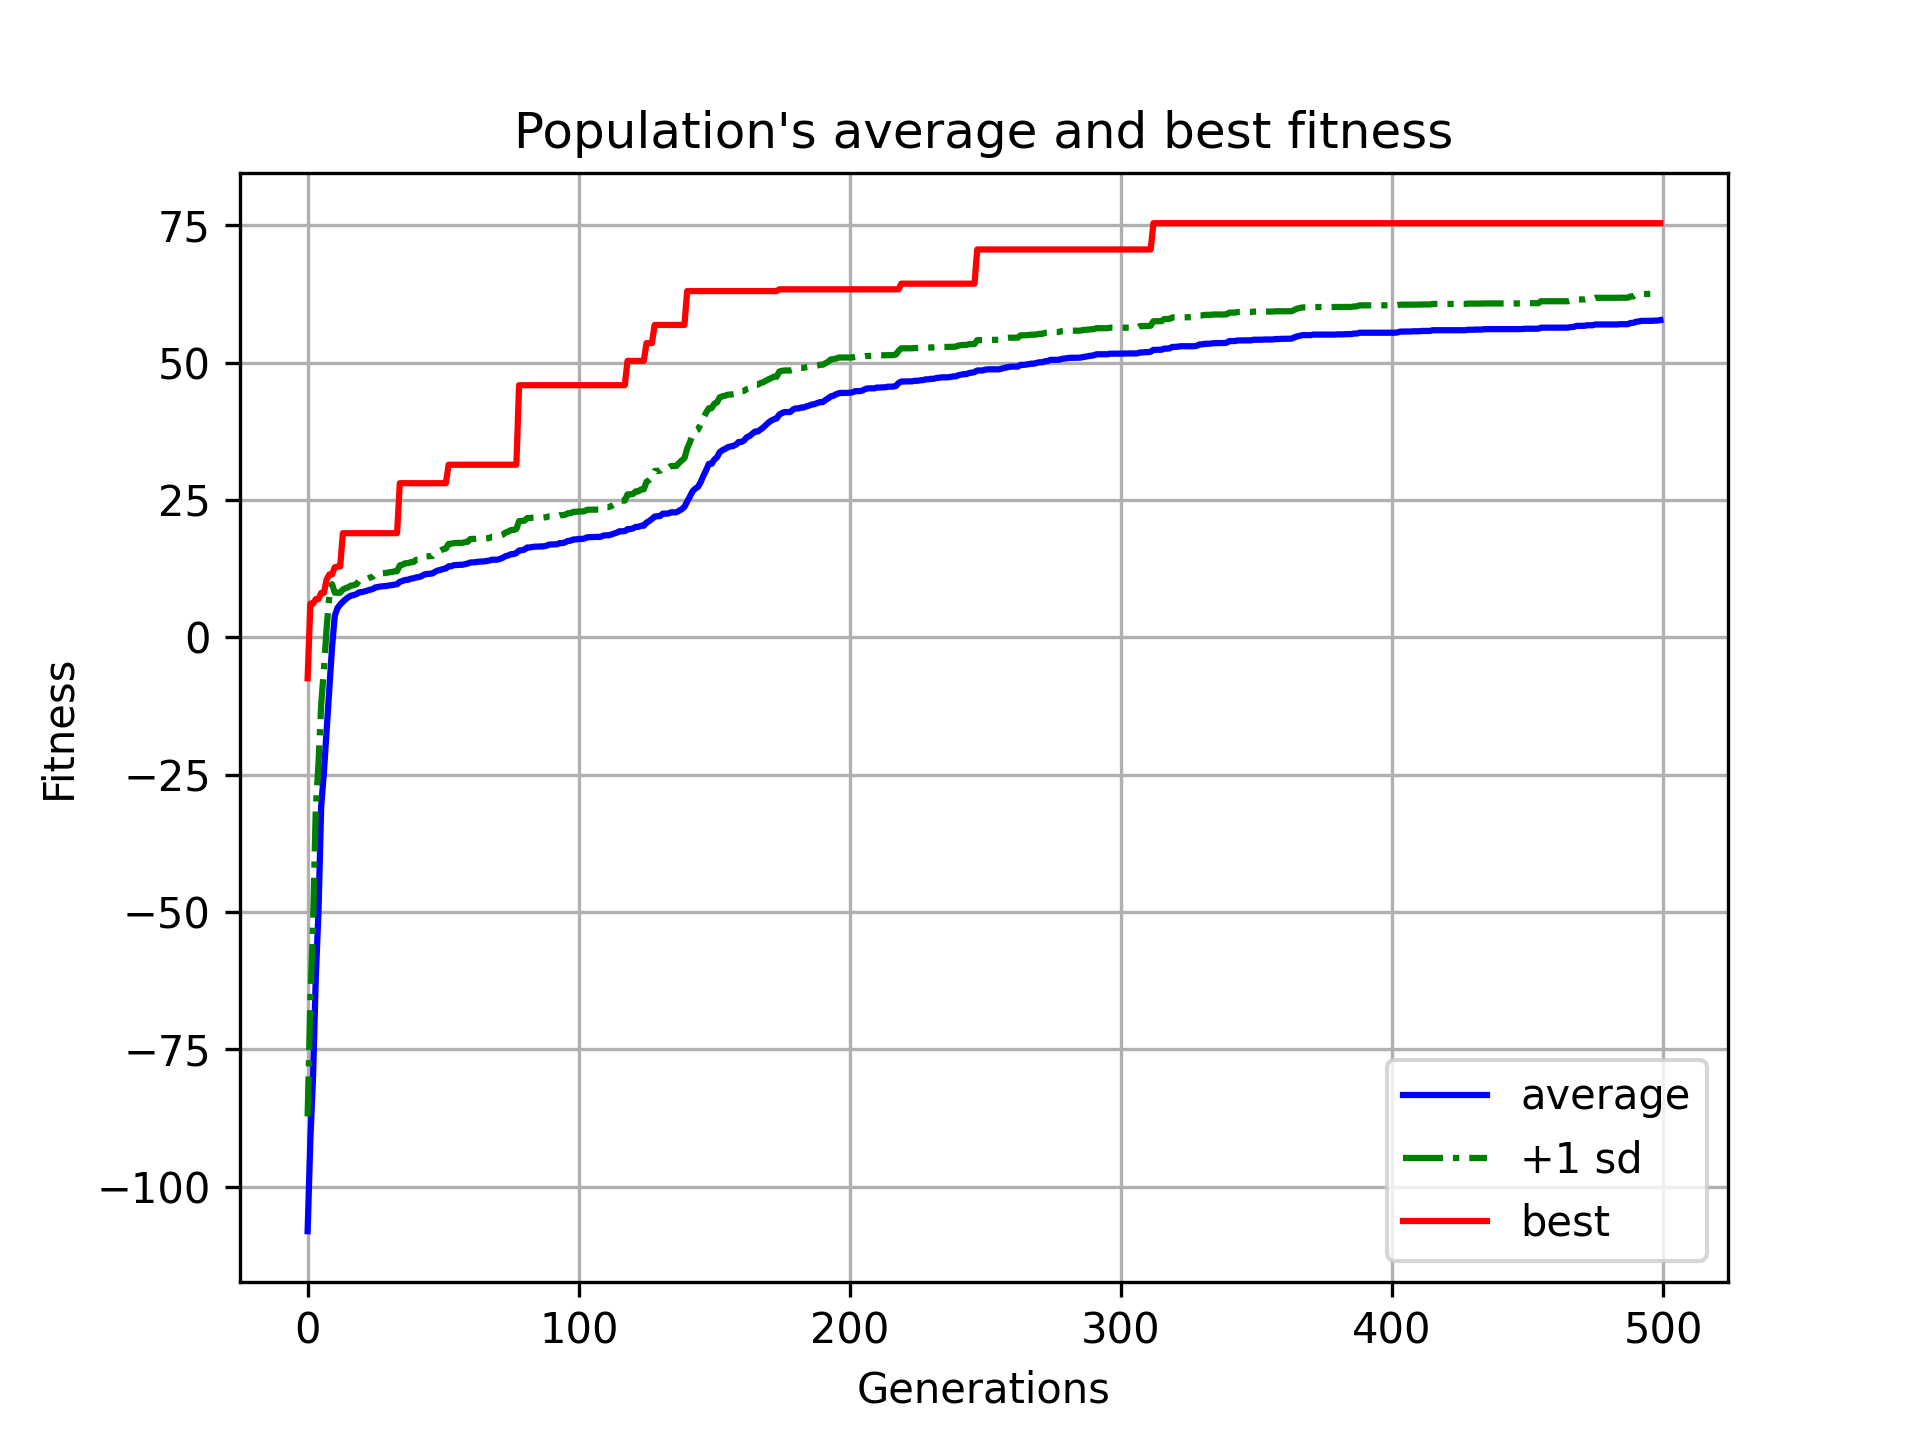 Population's average and best fitness
75
50
25
0
−25
−50
−75
−100
Fitness
0 100 200 300 400 500
Generations
average
+1 sd
best